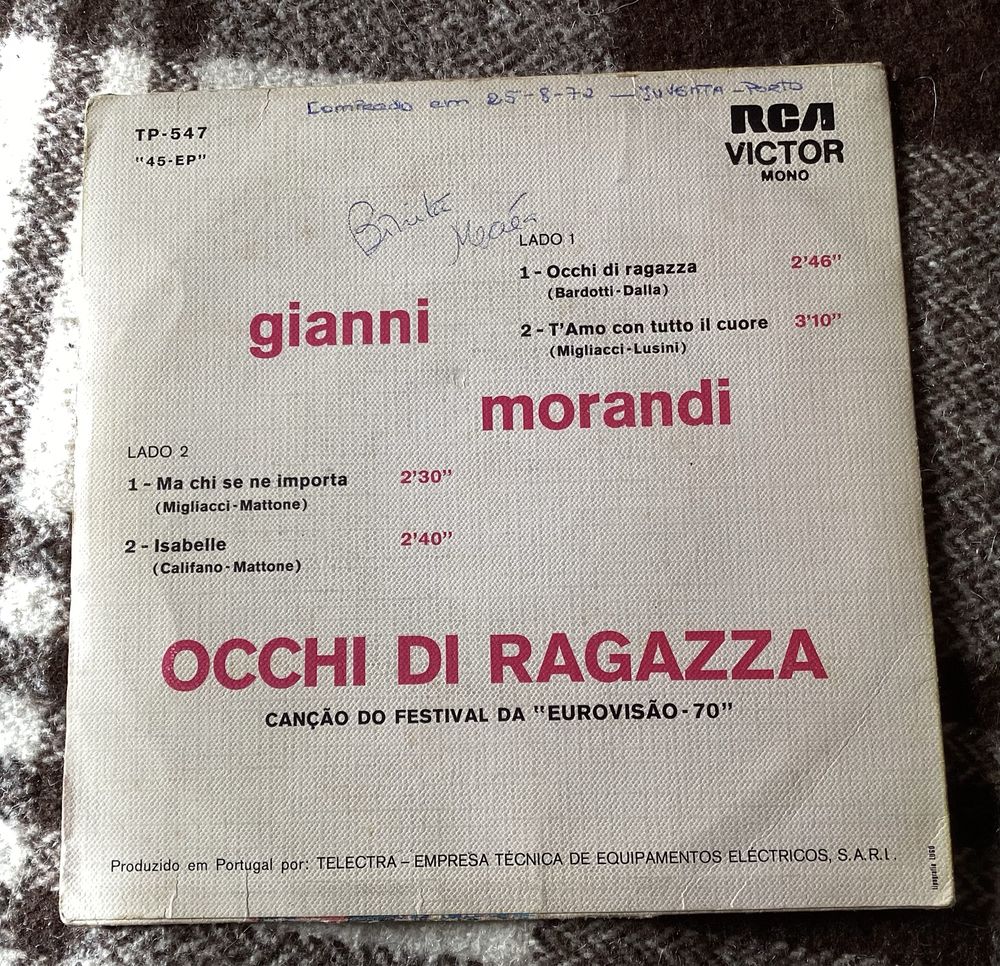 Comprado em 25-8-72 — JUVENTA - PORTO
TP-547
"45-EP"
RCA
VICTOR
MONO
LADO 1
1 - Occhi di ragazza 2'46"
(Bardotti-Dalla)
2 - T'Amo con tutto il cuore 3'10"
(Migliacci-Lusini)
gianni
morandi
LADO 2
1 - Ma chi se ne importa 2'30"
(Migliacci-Mattone)
2 - Isabelle 2'40"
(Califano-Mattone)
OCCHI DI RAGAZZA
CANÇÃO DO FESTIVAL DA "EUROVISÃO-70"
Produzido em Portugal por: TELECTRA – EMPRESA TÉCNICA DE EQUIPAMENTOS ELÉCTRICOS, S.A.R.L.